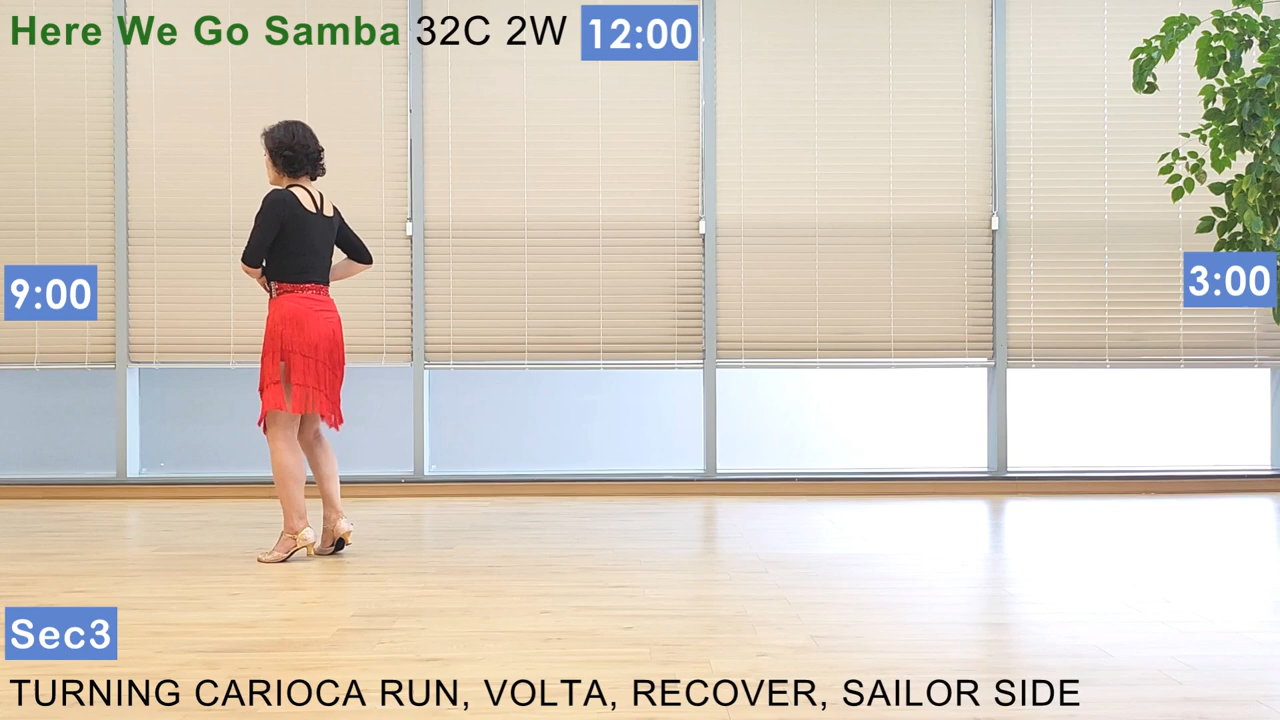 Here We Go Samba 32C 2W 12:00
9:00
3:00
Sec3
TURNING CARIOCA RUN, VOLTA, RECOVER, SAILOR SIDE